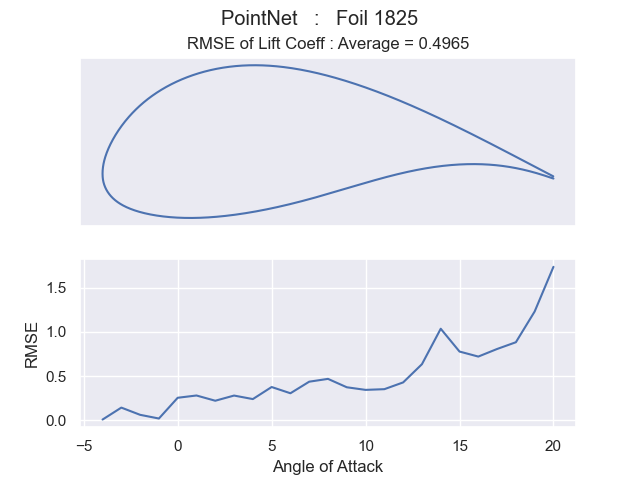 PointNet : Foil 1825
RMSE of Lift Coeff : Average = 0.4965
1.5
1.0
0.5
0.0
RMSE
−5 0 5 10 15 20
Angle of Attack